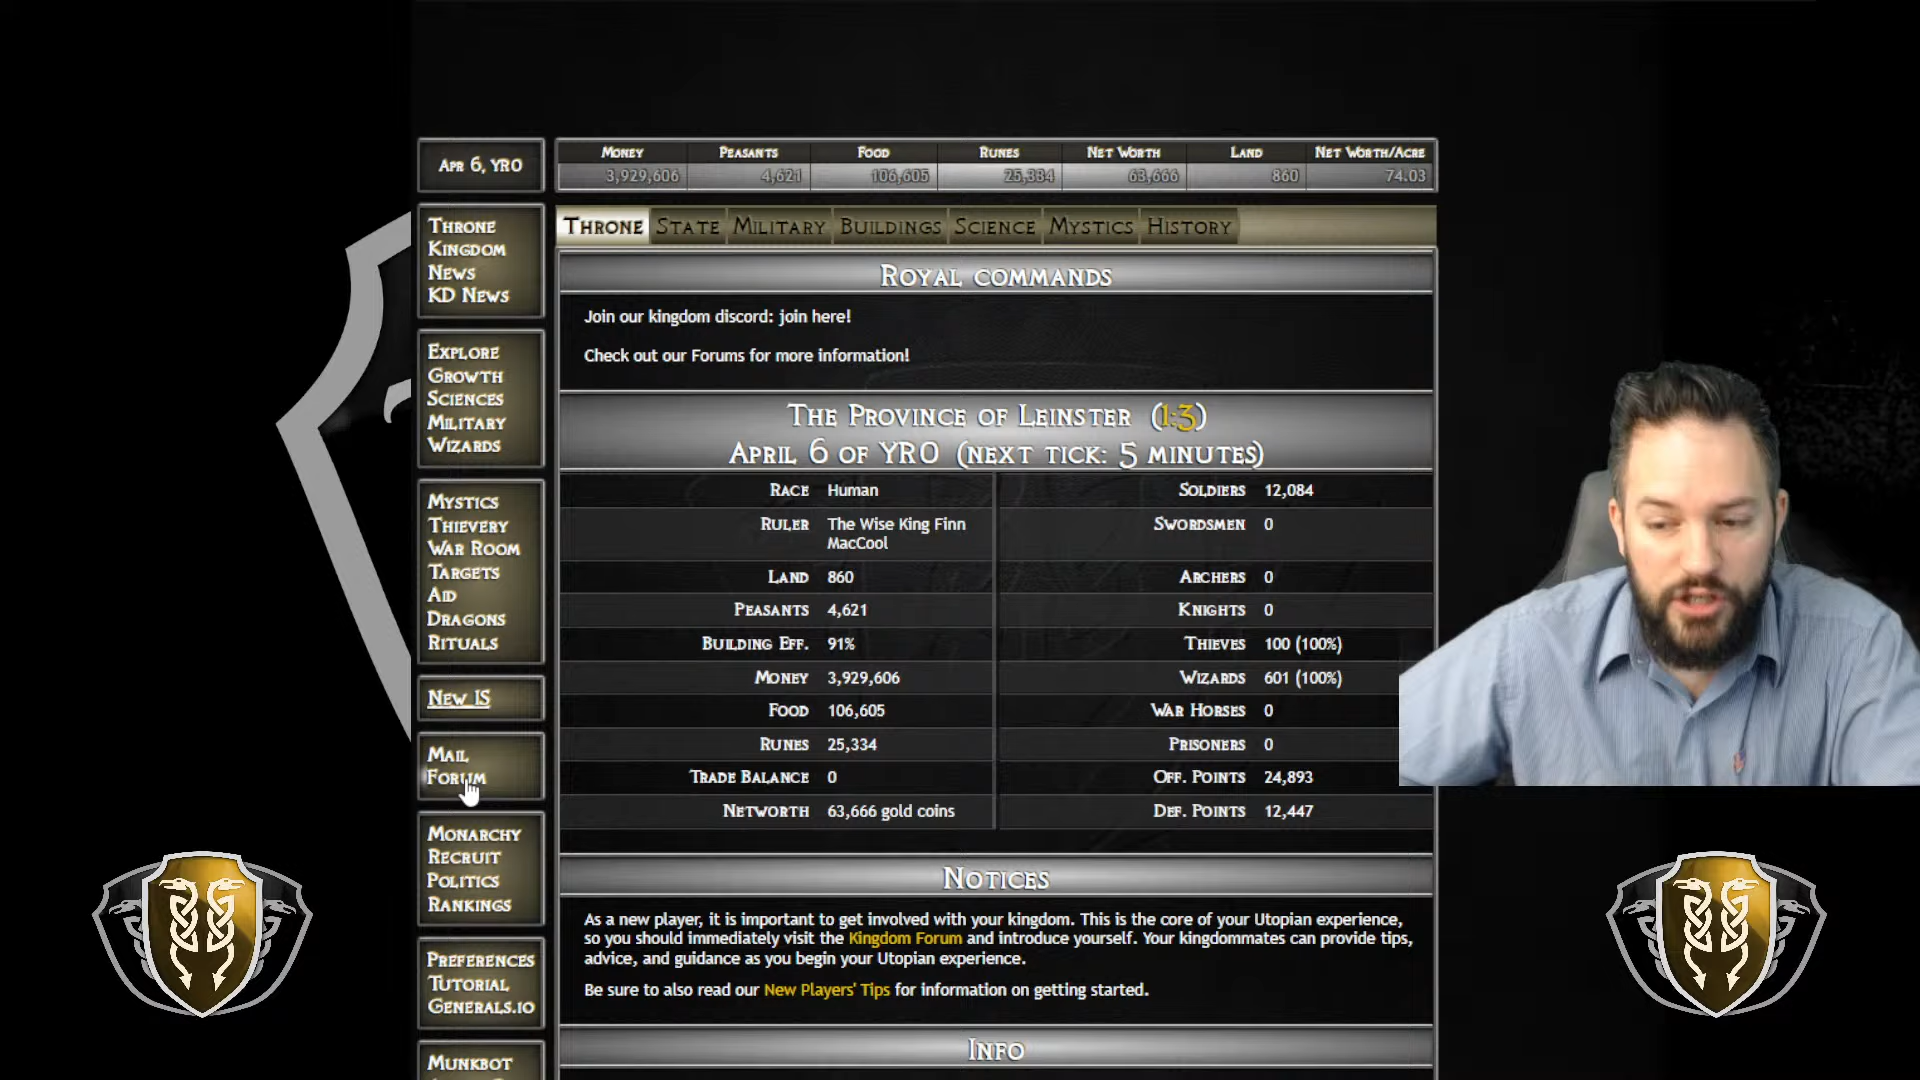 Apr 6, YR0
Money Peasants Food Runes Net Worth Land Net Worth/Acre
3,929,606 4,621 106,605 25,334 63,666 860 74.03
Throne
Kingdom
News
KD News
Explore
Growth
Sciences
Military
Wizards
Mystics
Thievery
War Room
Targets
Aid
Dragons
Rituals
New IS
Mail
Forum
Monarchy
Recruit
Politics
Rankings
Preferences
Tutorial
Generals.io
Munkbot
Throne State Military Buildings Science Mystics History
Royal commands
Join our kingdom discord: join here!
Check out our Forums for more information!
The Province of Leinster (1:3)
April 6 of YR0 (next tick: 5 minutes)
Race Human Soldiers 12,084
Ruler The Wise King Finn Swordsmen 0
MacCool
Land 860 Archers 0
Peasants 4,621 Knights 0
Building Eff. 91% Thieves 100 (100%)
Money 3,929,606 Wizards 601 (100%)
Food 106,605 War Horses 0
Runes 25,334 Prisoners 0
Trade Balance 0 Off. Points 24,893
Networth 63,666 gold coins Def. Points 12,447
Notices
As a new player, it is important to get involved with your kingdom. This is the core of your Utopian experience,
so you should immediately visit the Kingdom Forum and introduce yourself. Your kingdommates can provide tips,
advice, and guidance as you begin your Utopian experience.
Be sure to also read our New Players' Tips for information on getting started.
Info